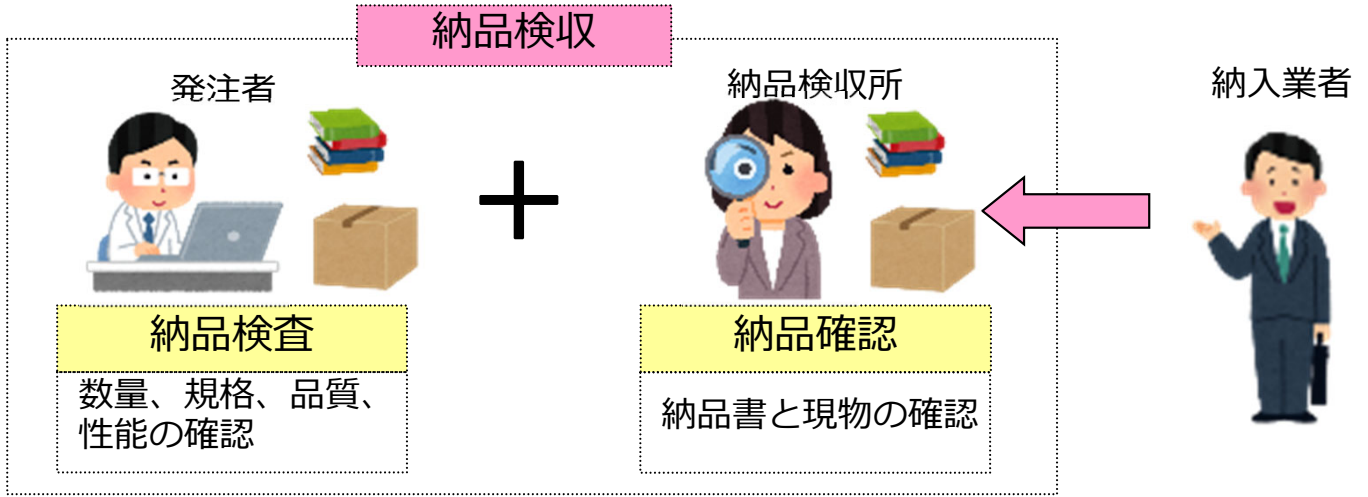 納品検収
発注者
納品検収所
納入業者
納品検査
納品確認
数量、規格、品質、
性能の確認
納品書と現物の確認